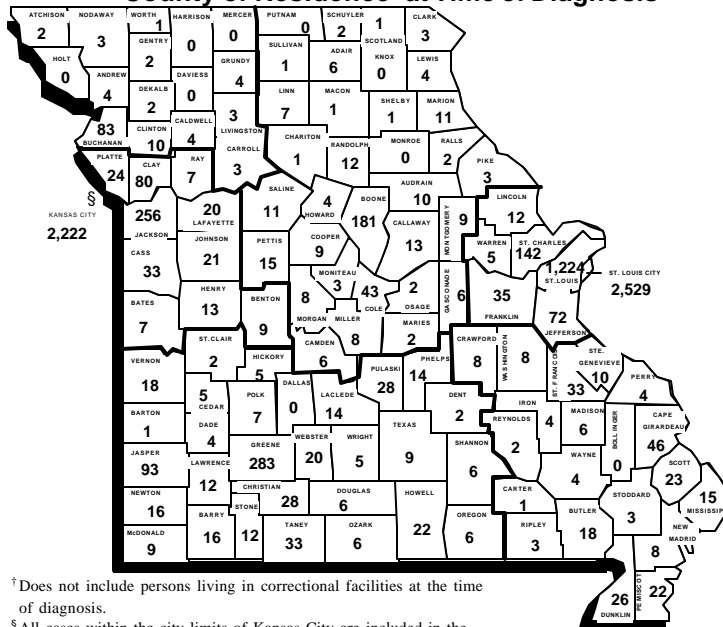 County of Residence at Time of Diagnosis
ATCHISON 2
NODAWAY 3
WORTH 1
HARRISON 0
MERCER 0
PUTNAM 0
SCHUYLER 2
SCOTLAND 1
CLARK 3
HOLT 0
GENTRY 2
GRUNDY 4
SULLIVAN 1
ADAIR 6
KNOX 0
LEWIS 4
ANDREW 4
DEKALB 2
DAVIESS 0
LINN 7
MACON 1
SHELBY 1
MARION 11
83 BUCHANAN
CLINTON 10
CALDWELL 4
3 LIVINGSTON
CHARITON 1
RANDOLPH 12
MONROE 0
RALLS 2
PIKE 3
PLATTE 24
CLAY 80
RAY 7
CARROLL 3
SALINE 11
4 HOWARD
BOONE 181
AUDRAIN 10
MONTGOMERY 9
LINCOLN 12
§
KANSAS CITY
2,222
256 JACKSON
20 LAFAYETTE
COOPER 9
CALLAWAY 13
WARREN 5
ST. CHARLES 142
1,224 ST.LOUIS
ST. LOUIS CITY
2,529
CASS 33
JOHNSON 21
PETTIS 15
MONITEAU 3
43 COLE
2 OSAGE
GASCONADE 6
35 FRANKLIN
72 JEFFERSON
BATES 7
HENRY 13
BENTON 9
8 MORGAN
MILLER 8
MARIES 2
ST.CLAIR 2
HICKORY 5
CAMDEN 6
PULASKI 28
PHELPS 14
CRAWFORD 8
WASHINGTON 8
ST. FRANCO 33
STE. GENEVIEVE 10
PERRY 4
VERNON 18
5 CEDAR
POLK 7
DALLAS 0
LACLEDE 14
DENT 2
IRON 4
MADISON 6
BOLLINGER 0
CAPE GIRARDEAU 46
BARTON 1
DADE 4
GREENE 283
WEBSTER 20
WRIGHT 5
TEXAS 9
SHANNON 6
REYNOLDS 2
WAYNE 4
SCOTT 23
JASPER 93
LAWRENCE 12
CHRISTIAN 28
DOUGLAS 6
HOWELL 22
CARTER 1
STODDARD 3
15 MISSISSIPPI
NEWTON 16
BARRY 16
STONE 12
TANEY 33
OZARK 6
OREGON 6
RIPLEY 3
BUTLER 18
NEW MADRID 8
McDONALD 9
26 DUNKLIN
PEMISCOT 22
†Does not include persons living in correctional facilities at the time
of diagnosis.
§All cases within the city limits of Kansas City are included in the